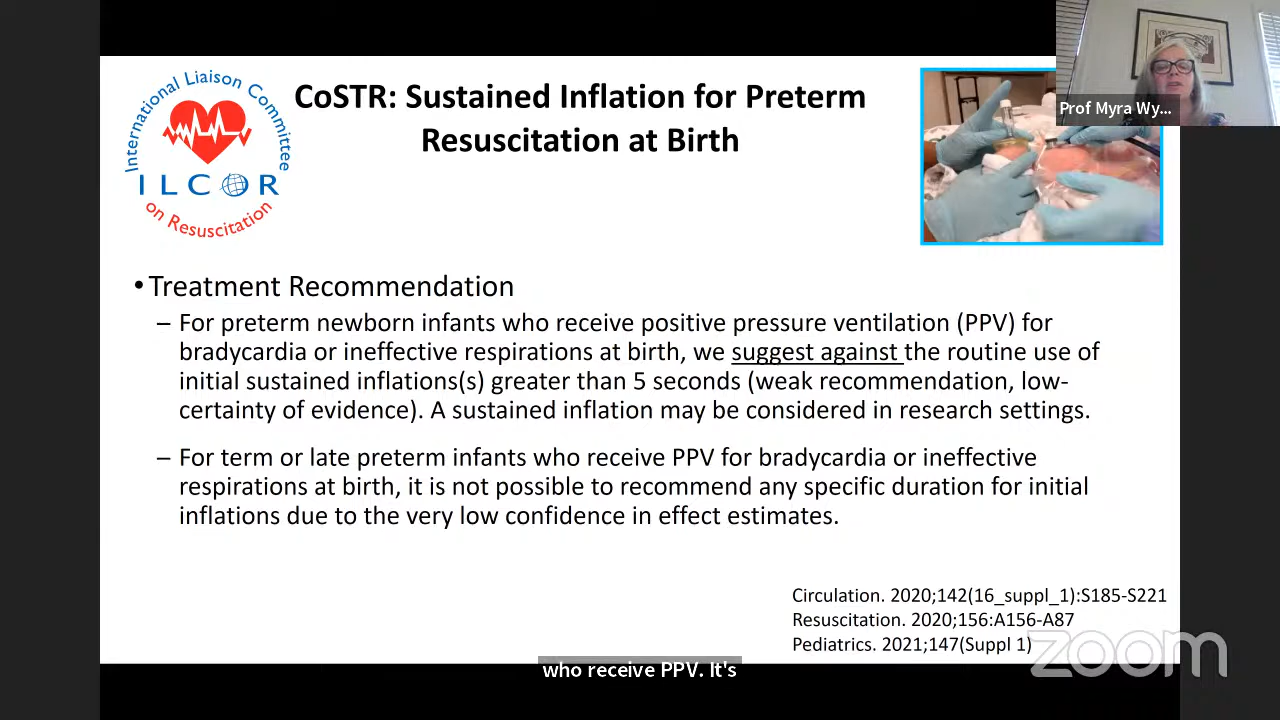 International Liaison Committee
ILCOR
on Resuscitation
CoSTR: Sustained Inflation for Preterm
Resuscitation at Birth
Prof Myra Wy...
•Treatment Recommendation
– For preterm newborn infants who receive positive pressure ventilation (PPV) for
bradycardia or ineffective respirations at birth, we suggest against the routine use of
initial sustained inflations(s) greater than 5 seconds (weak recommendation, low-
certainty of evidence). A sustained inflation may be considered in research settings.
– For term or late preterm infants who receive PPV for bradycardia or ineffective
respirations at birth, it is not possible to recommend any specific duration for initial
inflations due to the very low confidence in effect estimates.
Circulation. 2020;142(16_suppl_1):S185-S221
Resuscitation. 2020;156:A156-A87
Pediatrics. 2021;147(Suppl 1)
zoom
who receive PPV. It's